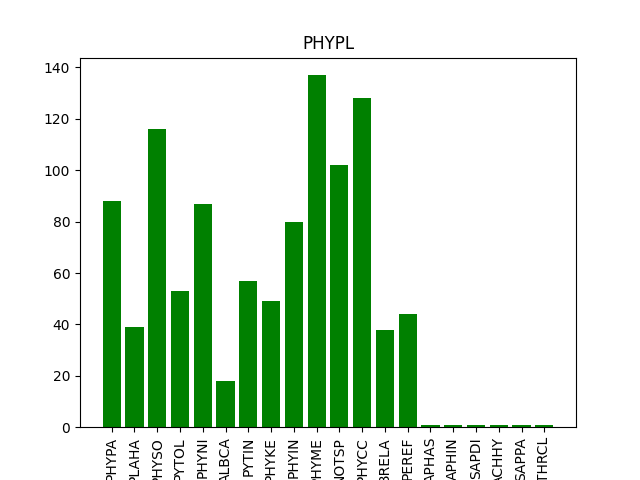 PHYPL
140
120
100
80
60
40
20
0
PHYPA
PLAHA
PHYSO
PYTOL
PHYNI
ALBCA
PYTIN
PHYKE
PHYIN
PHYME
NOTSP
PHYCC
BRELA
PEREF
APHAS
APHIN
SAPDI
ACHHY
SAPPA
THRCL